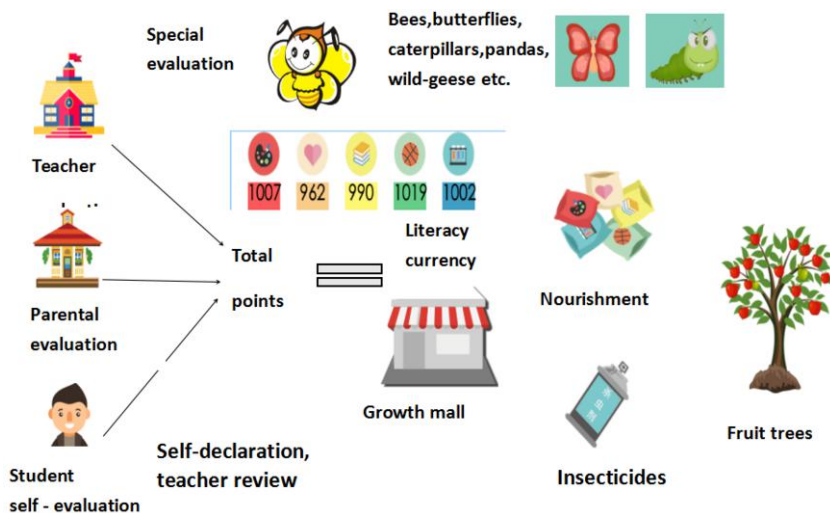 Special
evaluation
Bees,butterflies,
caterpillars,pandas,
wild-geese etc.
Teacher
1007 962 990 1019 1002
Total
points
Literacy
currency
Parental
evaluation
Nourishment
Growth mall
Fruit trees
Student
self - evaluation
Self-declaration,
teacher review
Insecticides